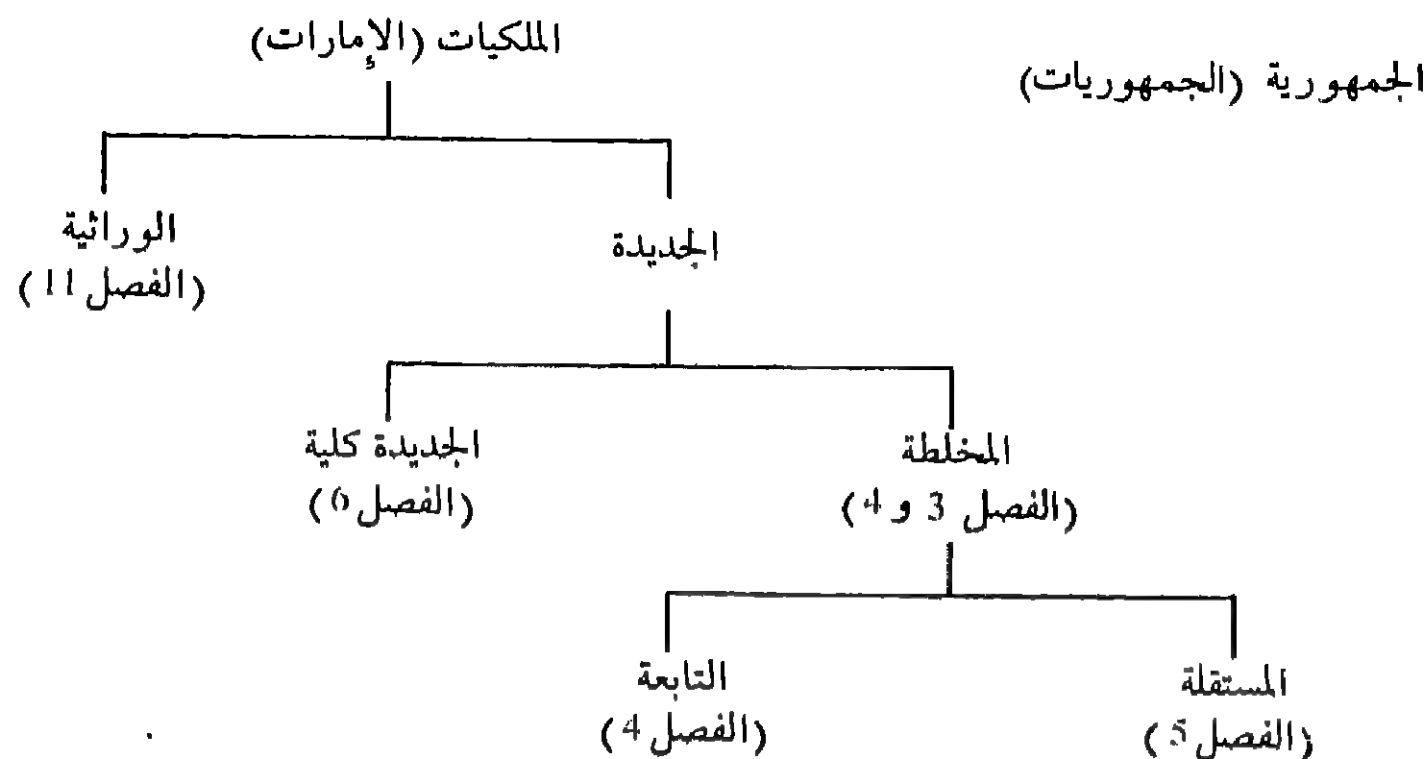 الملكيات (الإمارات)
الجمهورية (الجمهوريات)
الوراثية
(الفصل 11)
الجديدة
الجديدة كلية
(الفصل 6)
المخلطة
(الفصل 3 و 4)
التابعة
(الفصل 4)
المستقلة
(الفصل 5)